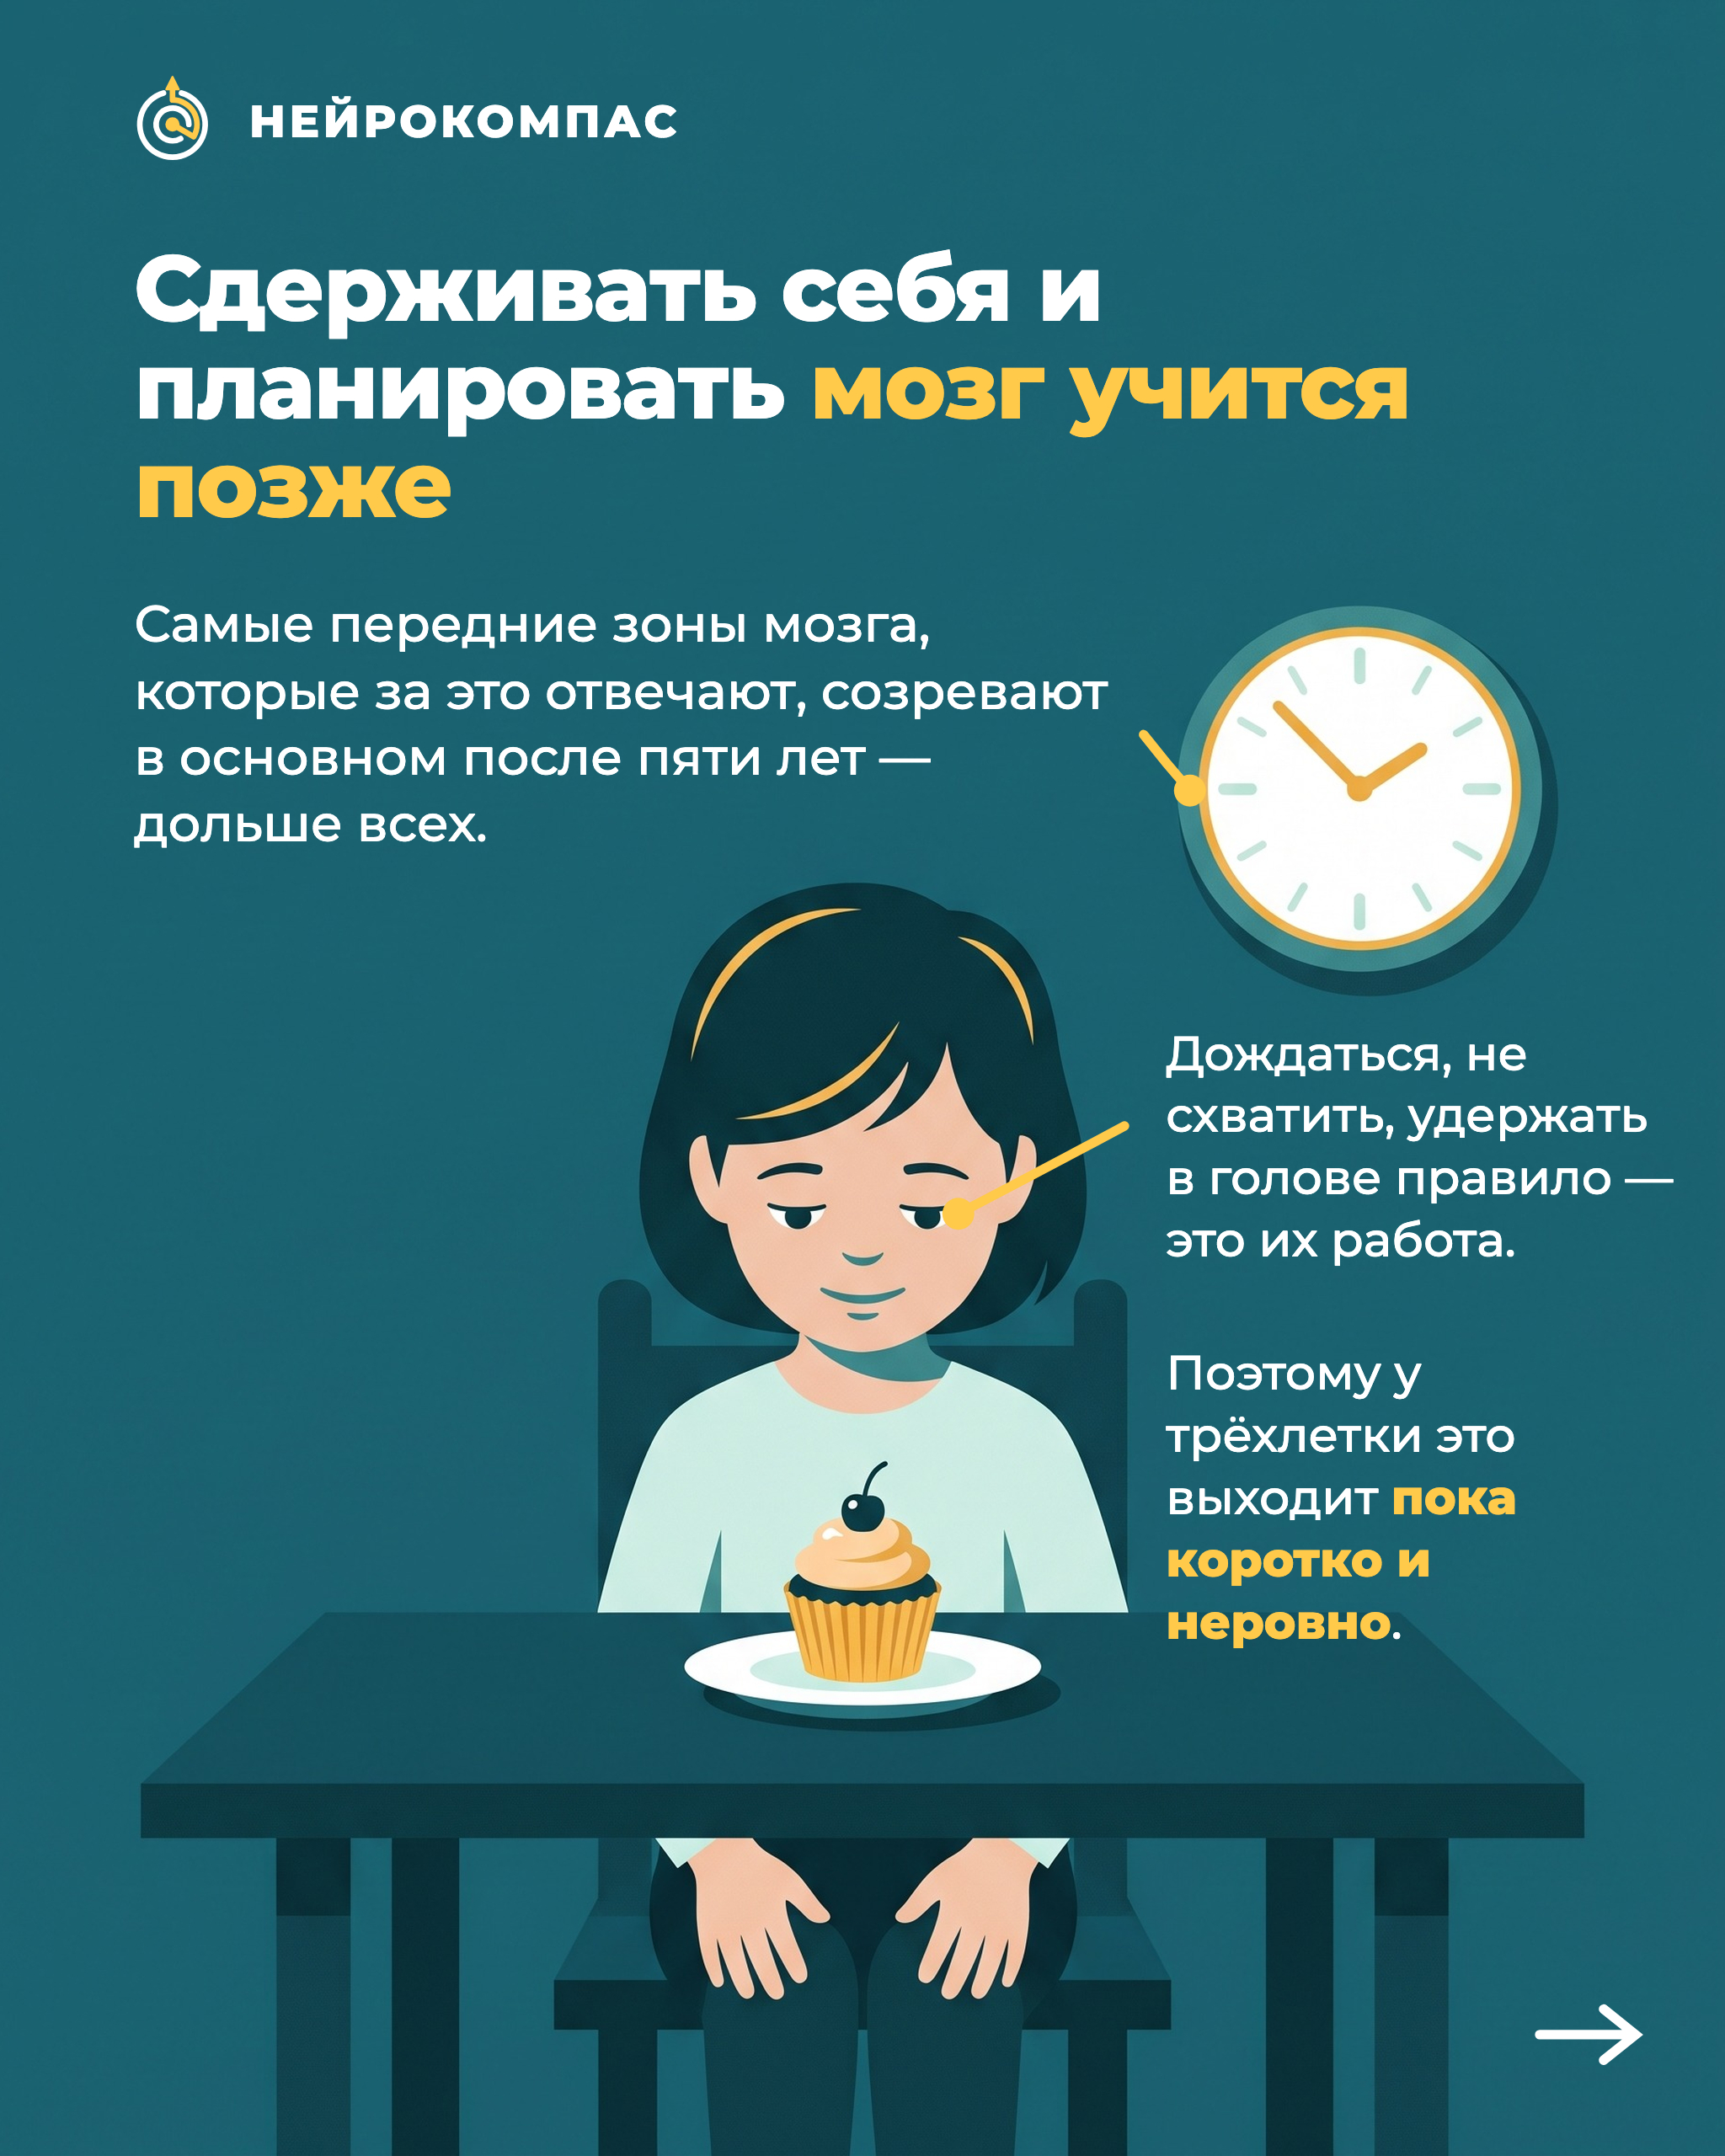 НЕЙРОКОМПАС
Сдерживать себя и
планировать мозг учится
позже
Самые передние зоны мозга,
которые за это отвечают, созревают
в основном после пяти лет —
дольше всех.
Дождаться, не
схватить, удержать
в голове правило —
это их работа.
Поэтому у
трёхлетки это
выходит пока
коротко и
неровно.